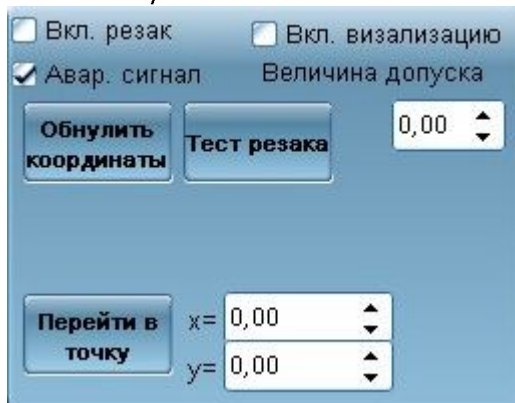 Вкл. резак
Вкл. визализацию
Авар. сигнал
Величина допуска
Обнулить
координаты
Тест резака
0,00
Перейти в
точку
x= 0,00
y= 0,00